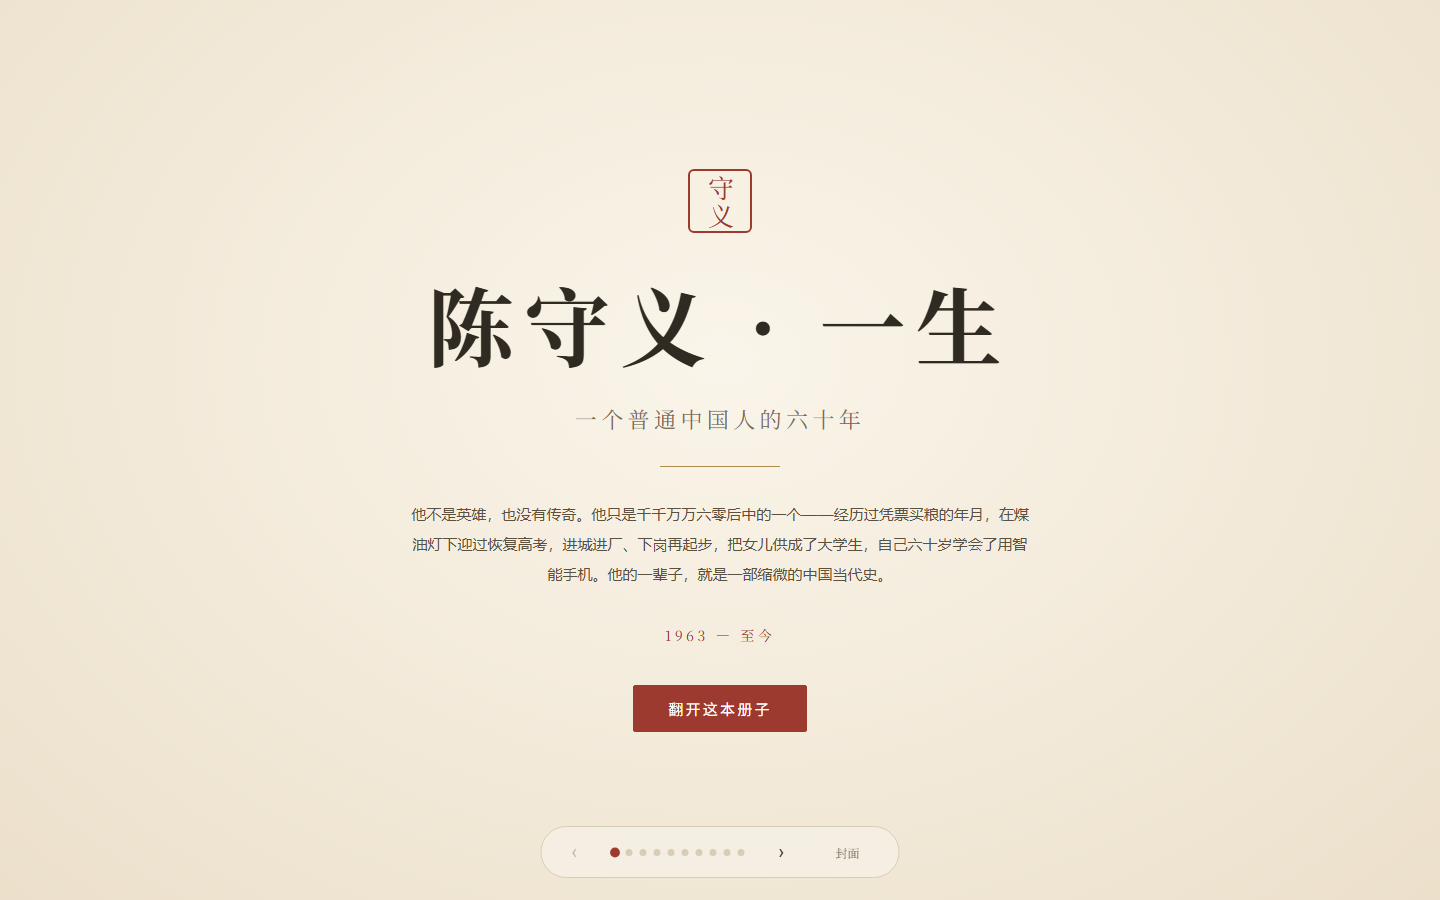 守
义
陈守义 · 一生
一个普通中国人的六十年
他不是英雄，也没有传奇。他只是千千万万六零后中的一个——经历过凭票买粮的年月，在煤
油灯下迎过恢复高考，进城进厂、下岗再起步，把女儿供成了大学生，自己六十岁学会了用智
能手机。他的一辈子，就是一部缩微的中国当代史。
1963 — 至今
翻开这本册子
‹ › 封面